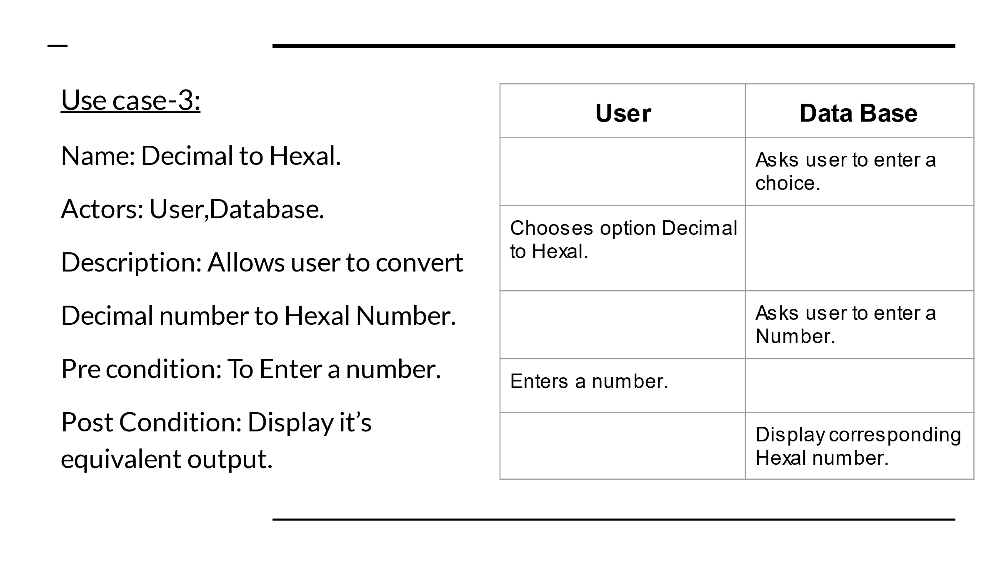 Use case-3:
Name: Decimal to Hexal.
Actors: User,Database.
Description: Allows user to convert
Decimal number to Hexal Number.
Pre condition: To Enter a number.
Post Condition: Display it’s
equivalent output.
User
Data Base
Asks user to enter a
choice.
Chooses option Decimal
to Hexal.
Asks user to enter a
Number.
Enters a number.
Display corresponding
Hexal number.